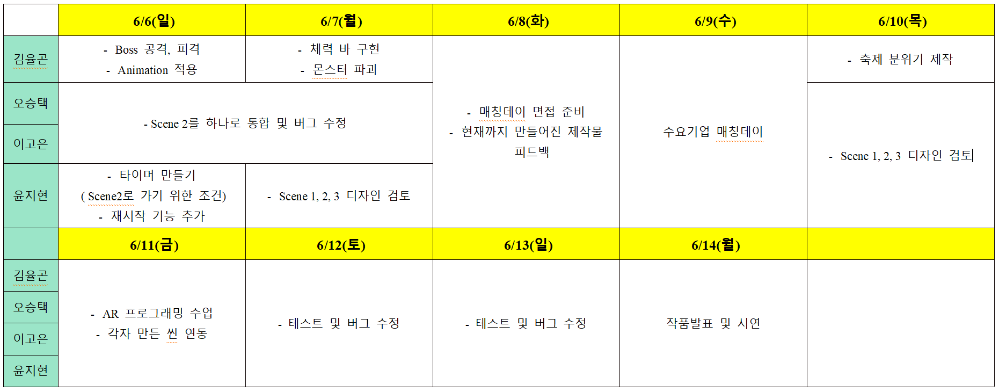 6/6(일) 6/7(월) 6/8(화) 6/9(수) 6/10(목)
김율곤
- Boss 공격, 피격
- Animation 적용
- 체력 바 구현
- 몬스터 파괴
- 매칭데이 면접 준비
- 현재까지 만들어진 제작물
피드백
수요기업 매칭데이
- 축제 분위기 제작
오승택
이고은
- Scene 2를 하나로 통합 및 버그 수정
- Scene 1, 2, 3 디자인 검토
윤지현
- 타이머 만들기
( Scene2로 가기 위한 조건)
- 재시작 기능 추가
- Scene 1, 2, 3 디자인 검토
6/11(금) 6/12(토) 6/13(일) 6/14(월)
김율곤
오승택
이고은
윤지현
- AR 프로그래밍 수업
- 각자 만든 씬 연동
- 테스트 및 버그 수정
- 테스트 및 버그 수정
작품발표 및 시연